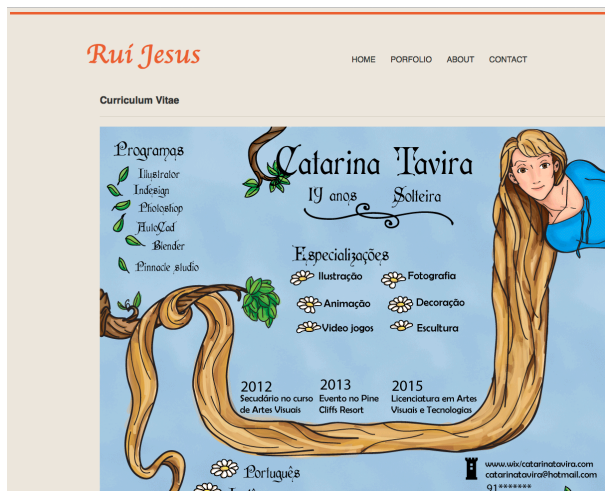 Rui Jesus
HOME PORFOLIO ABOUT CONTACT
Curriculum Vitae
Programas
Illustrator
Indesign
Photoshop
AutoCad
Blender
Pinnacle studio
Catarina Tavira
19 anos Solteira
Especializações
Ilustração Fotografia
Animação Decoração
Video jogos Escultura
2012
Secudário no curso
de Artes Visuais
2013
Evento no Pine
Cliffs Resort
2015
Licenciatura em Artes
Visuais e Tecnologias
Português
www.wix/catarinatavira.com
catarinatavira@hotmail.com
91*******